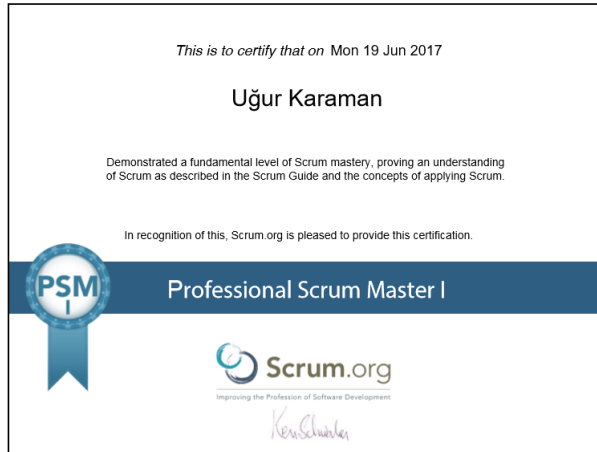 This is to certify that on Mon 19 Jun 2017
Uğur Karaman
Demonstrated a fundamental level of Scrum mastery, proving an understanding
of Scrum as described in the Scrum Guide and the concepts of applying Scrum.
In recognition of this, Scrum.org is pleased to provide this certification.
PSM
I
Professional Scrum Master I
Scrum.org
Improving the Profession of Software Development
Ken Schwaber